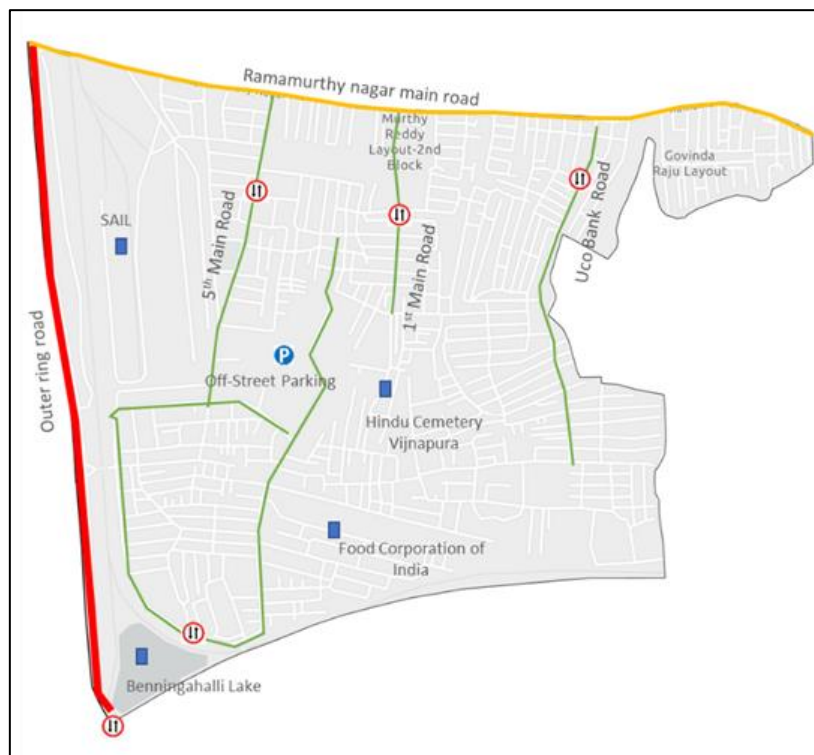 Ramamurthy nagar main road
Murthy
Reddy
Layout-2nd
Block
Govinda
Raju Layout
SAIL
5th Main Road
1st Main Road
Uco Bank Road
Outer ring road
P
Off-Street Parking
Hindu Cemetery
Vijnapura
Food Corporation of
India
Benningahalli Lake